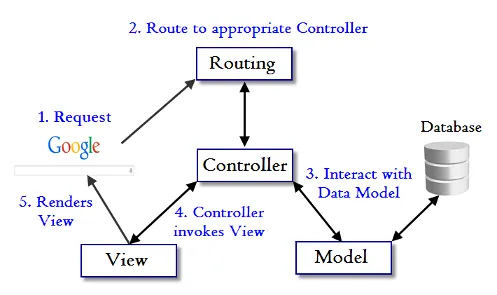 2. Route to appropriate Controller
Routing
1. Request
Google
Database
Controller
3. Interact with
Data Model
5. Renders
View
4. Controller
invokes View
View
Model